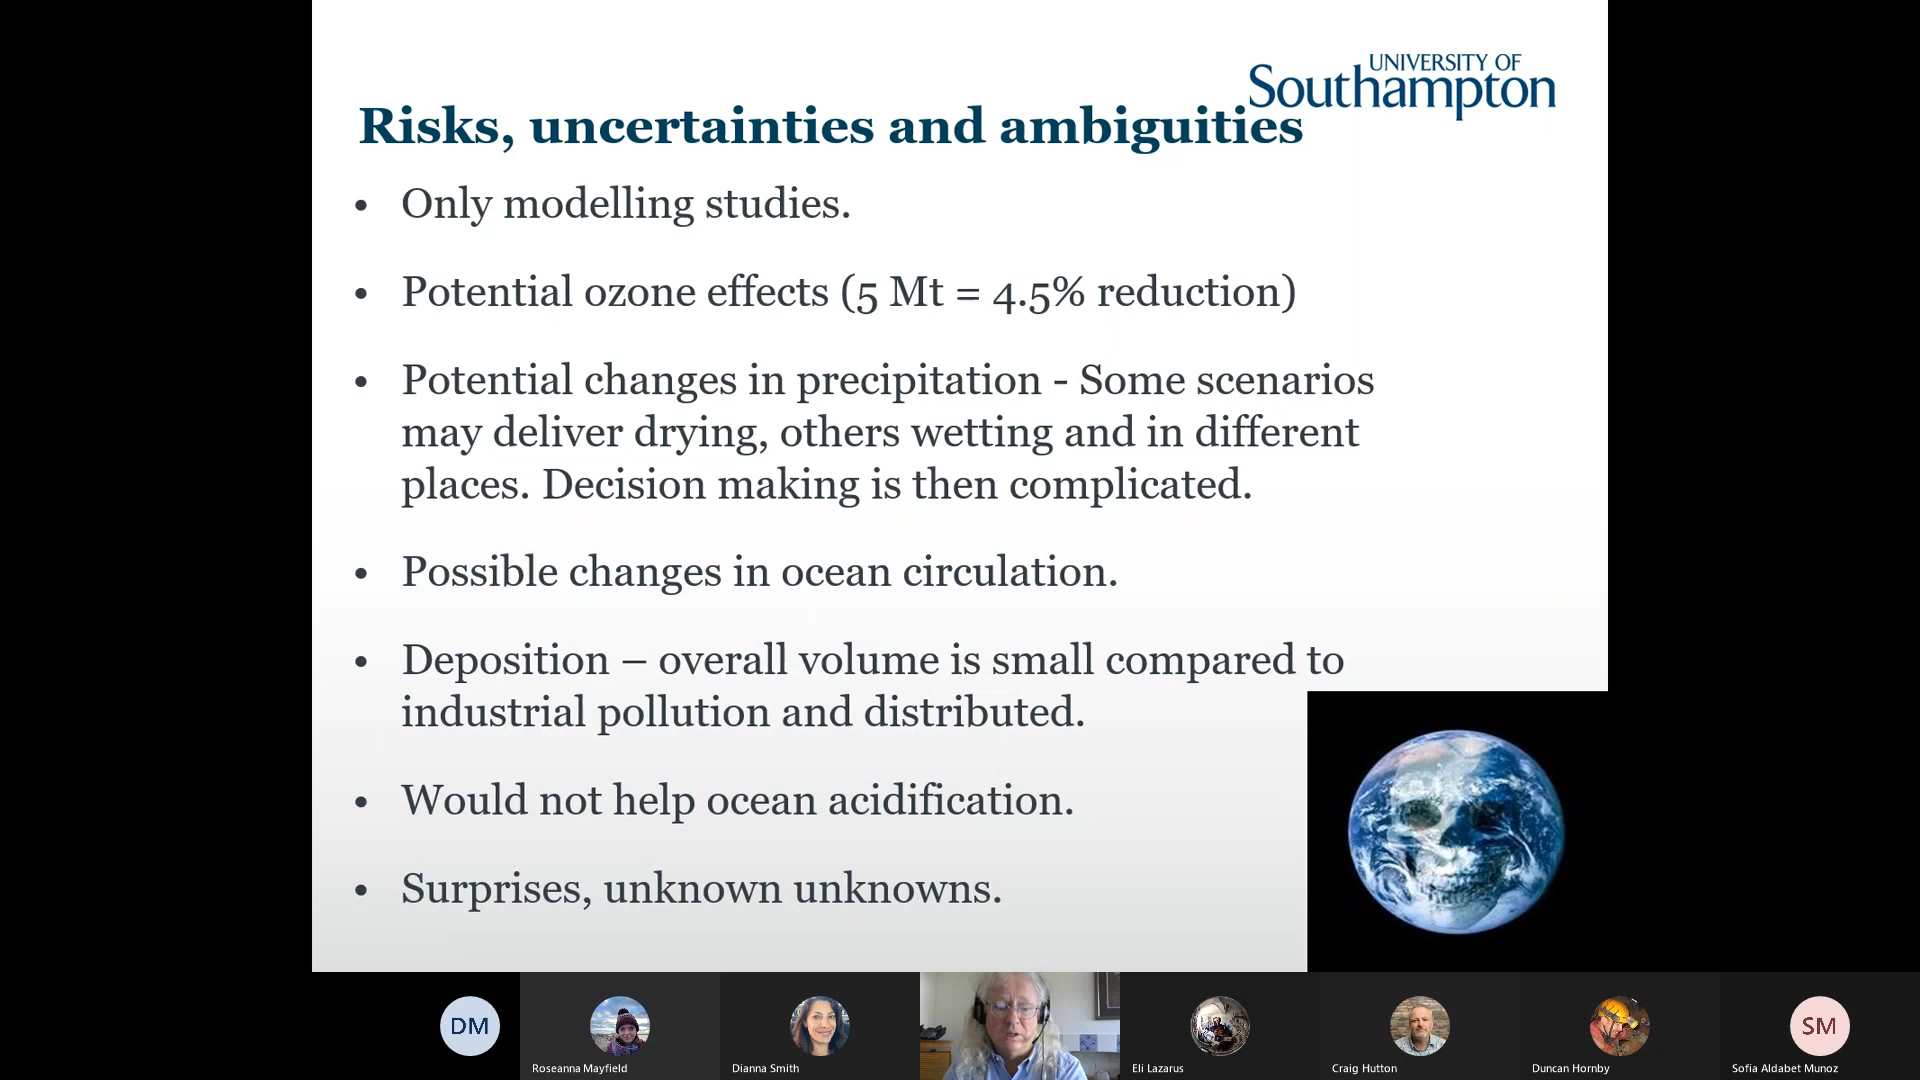 UNIVERSITY OF
Southampton
Risks, uncertainties and ambiguities
• Only modelling studies.
• Potential ozone effects (5 Mt = 4.5% reduction)
• Potential changes in precipitation - Some scenarios
may deliver drying, others wetting and in different
places. Decision making is then complicated.
• Possible changes in ocean circulation.
• Deposition – overall volume is small compared to
industrial pollution and distributed.
• Would not help ocean acidification.
• Surprises, unknown unknowns.
DM
Roseanna Mayfield
Dianna Smith
Eli Lazarus
Craig Hutton
Duncan Hornby
SM
Sofia Aldabet Munoz